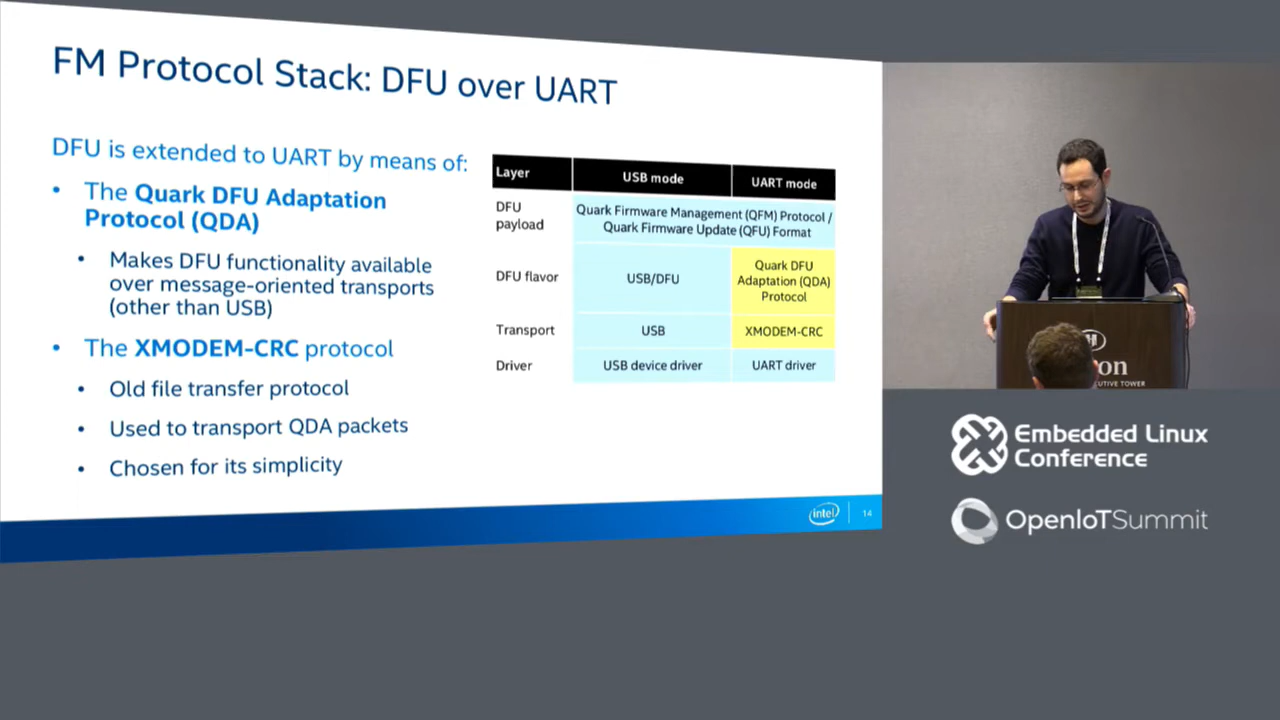 FM Protocol Stack: DFU over UART
DFU is extended to UART by means of:
• The Quark DFU Adaptation
Protocol (QDA)
• Makes DFU functionality available
over message-oriented transports
(other than USB)
• The XMODEM-CRC protocol
• Old file transfer protocol
• Used to transport QDA packets
• Chosen for its simplicity
Layer USB mode UART mode
DFU
payload
Quark Firmware Management (QFM) Protocol /
Quark Firmware Update (QFU) Format
DFU flavor USB/DFU
Quark DFU
Adaptation (QDA)
Protocol
Transport USB XMODEM-CRC
Driver USB device driver UART driver
intel 14
on
ECUTIVE TOWER
Embedded Linux
Conference
OpenIoTSummit